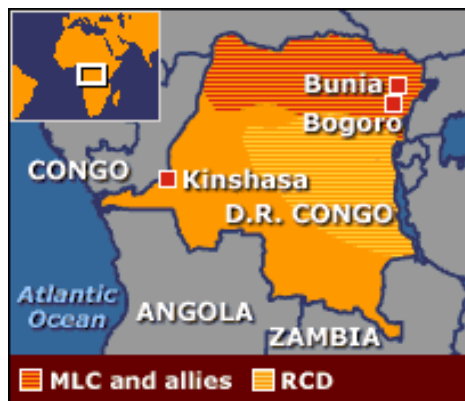 Bunia
Bogoro
CONGO
Kinshasa
D.R. CONGO
Atlantic
Ocean
ANGOLA
ZAMBIA
MLC and allies
RCD